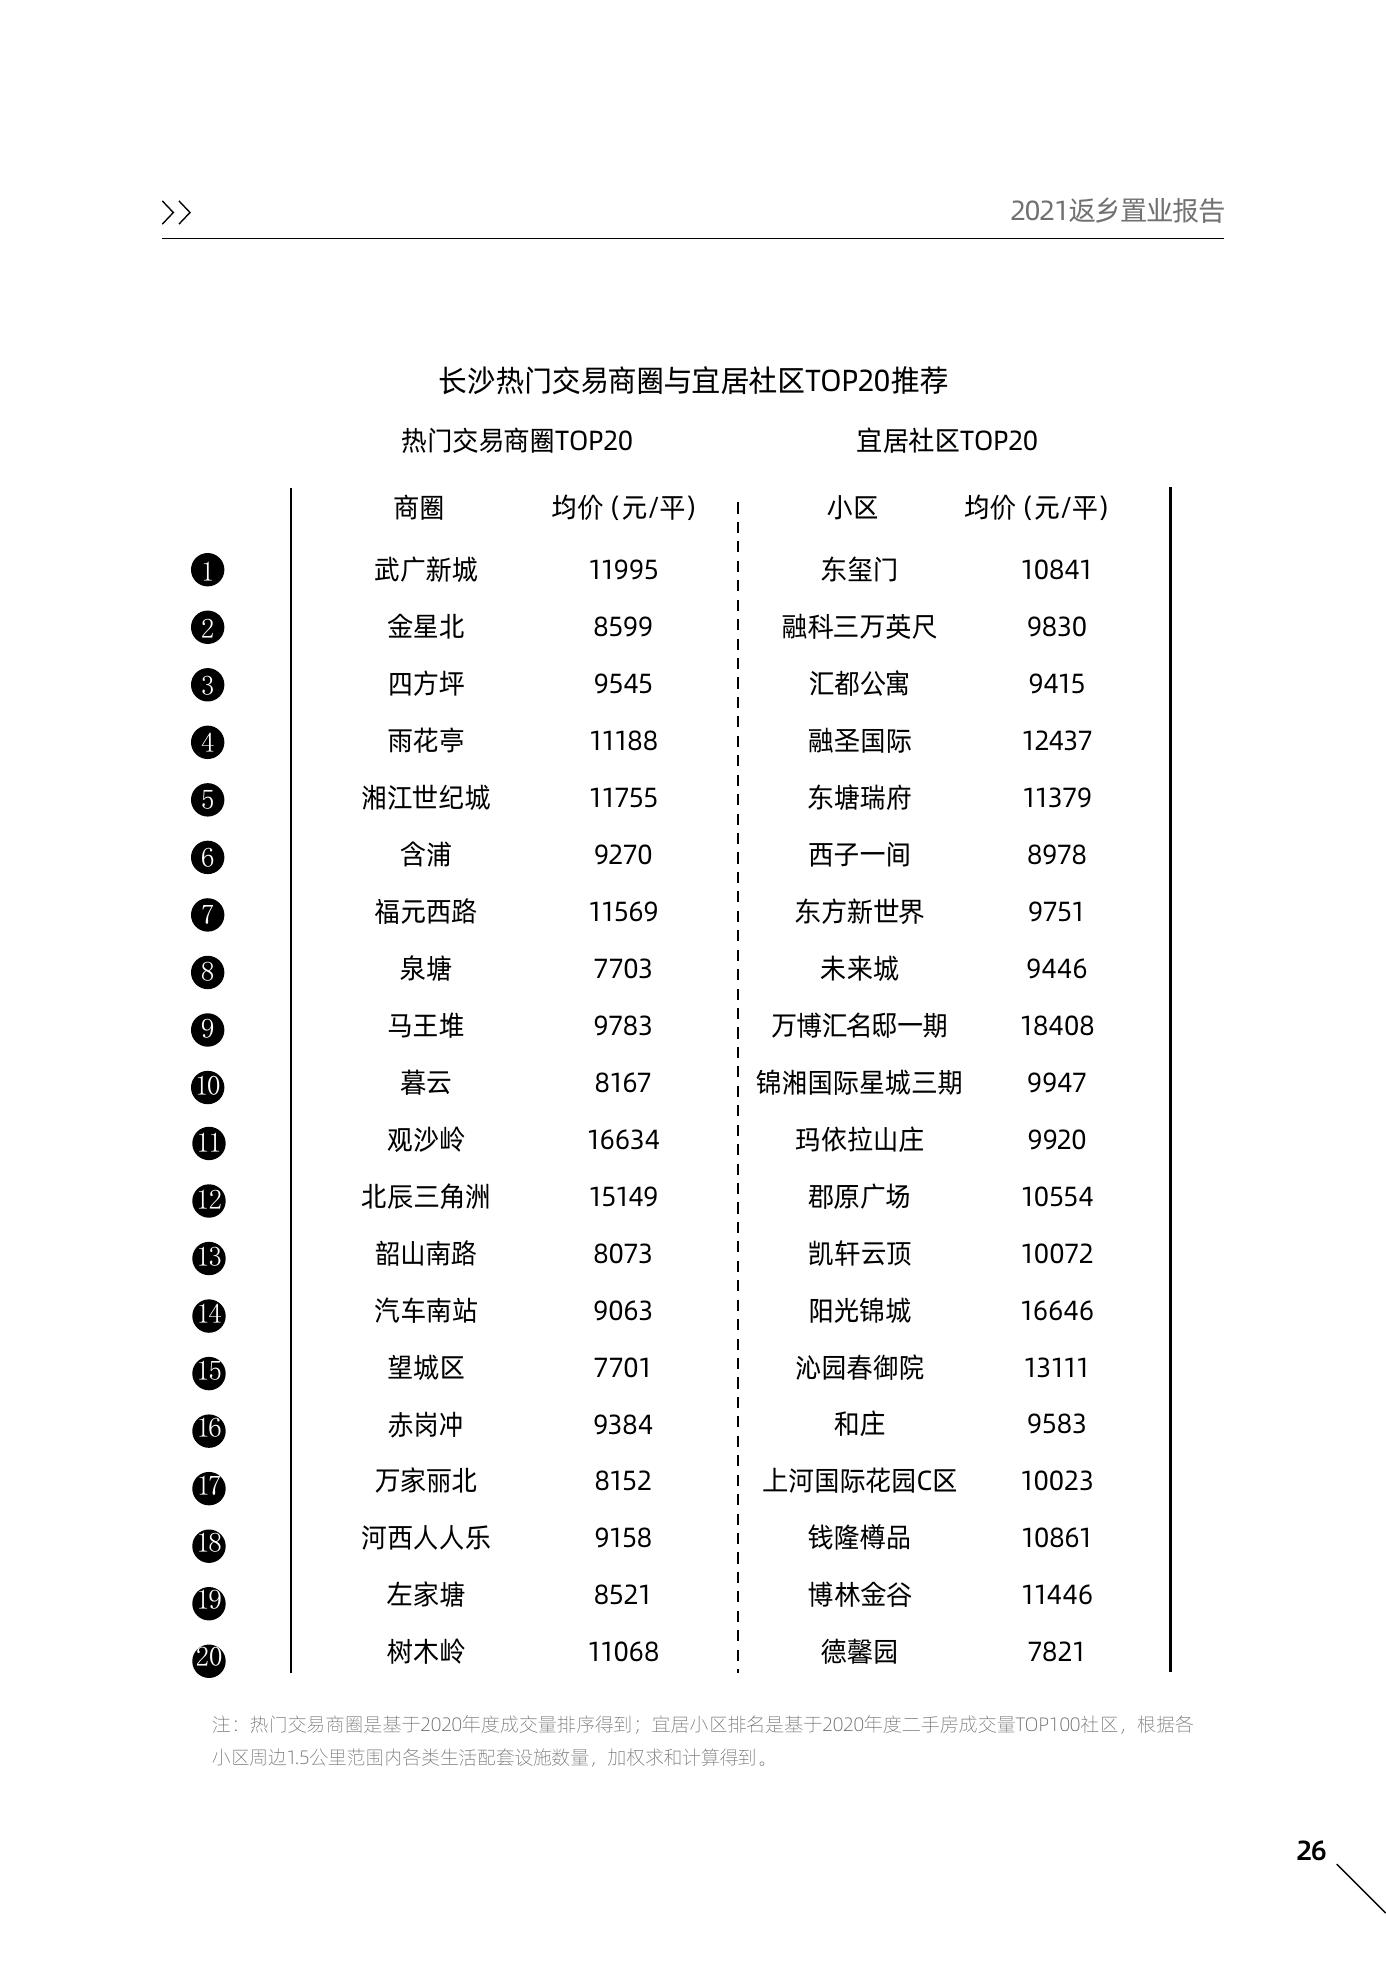 2021返乡置业报告
长沙热门交易商圈与宜居社区TOP20推荐
热门交易商圈TOP20 宜居社区TOP20
商圈 均价 (元/平) 小区 均价 (元/平)
1 武广新城 11995 东玺门 10841
2 金星北 8599 融科三万英尺 9830
3 四方坪 9545 汇都公寓 9415
4 雨花亭 11188 融圣国际 12437
5 湘江世纪城 11755 东塘瑞府 11379
6 含浦 9270 西子一间 8978
7 福元西路 11569 东方新世界 9751
8 泉塘 7703 未来城 9446
9 马王堆 9783 万博汇名邸一期 18408
10 暮云 8167 锦湘国际星城三期 9947
11 观沙岭 16634 玛依拉山庄 9920
12 北辰三角洲 15149 郡原广场 10554
13 韶山南路 8073 凯轩云顶 10072
14 汽车南站 9063 阳光锦城 16646
15 望城区 7701 沁园春御院 13111
16 赤岗冲 9384 和庄 9583
17 万家丽北 8152 上河国际花园C区 10023
18 河西人人乐 9158 钱隆樽品 10861
19 左家塘 8521 博林金谷 11446
20 树木岭 11068 德馨园 7821
注：热门交易商圈是基于2020年度成交量排序得到；宜居小区排名是基于2020年度二手房成交量TOP100社区，根据各
小区周边1.5公里范围内各类生活配套设施数量，加权求和计算得到。
26